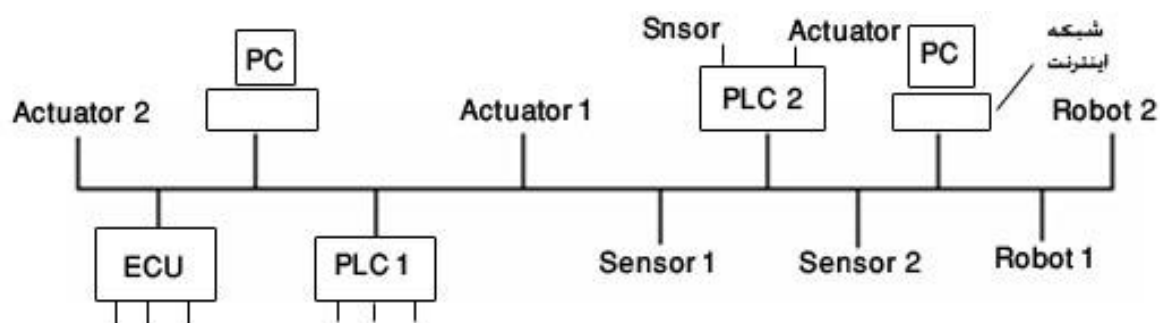 Snsor
Actuator
شبکه
اینترنت
PC
PC
PLC 2
Actuator 2
Actuator 1
Robot 2
ECU
PLC 1
Sensor 1
Sensor 2
Robot 1